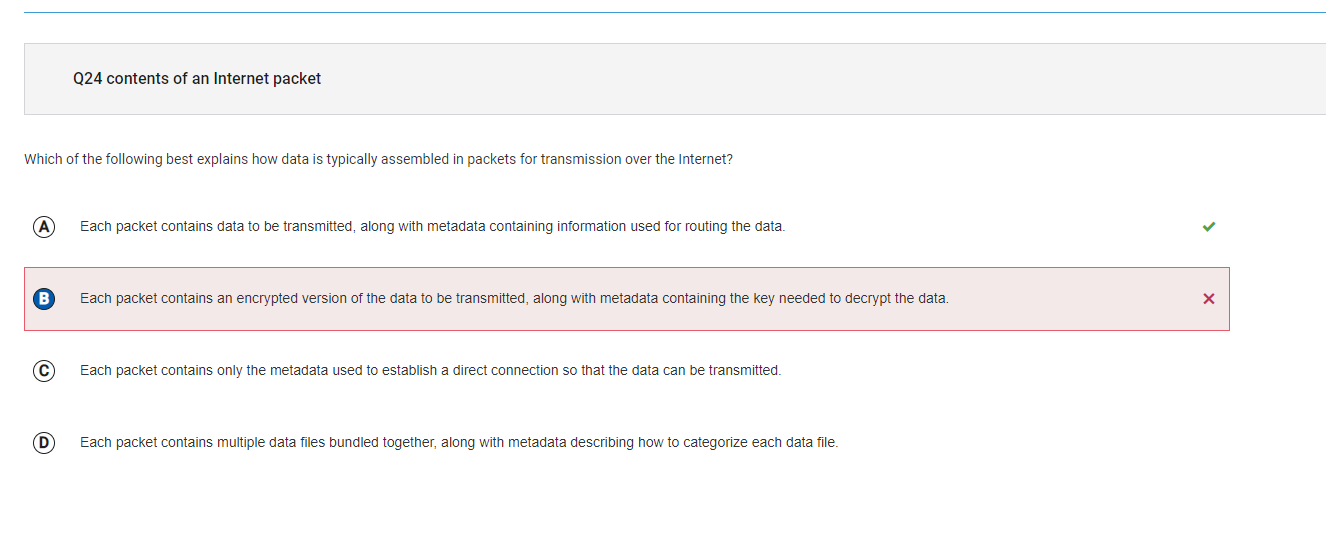 Q24 contents of an Internet packet
Which of the following best explains how data is typically assembled in packets for transmission over the Internet?
A Each packet contains data to be transmitted, along with metadata containing information used for routing the data.
B Each packet contains an encrypted version of the data to be transmitted, along with metadata containing the key needed to decrypt the data.
C Each packet contains only the metadata used to establish a direct connection so that the data can be transmitted.
D Each packet contains multiple data files bundled together, along with metadata describing how to categorize each data file.